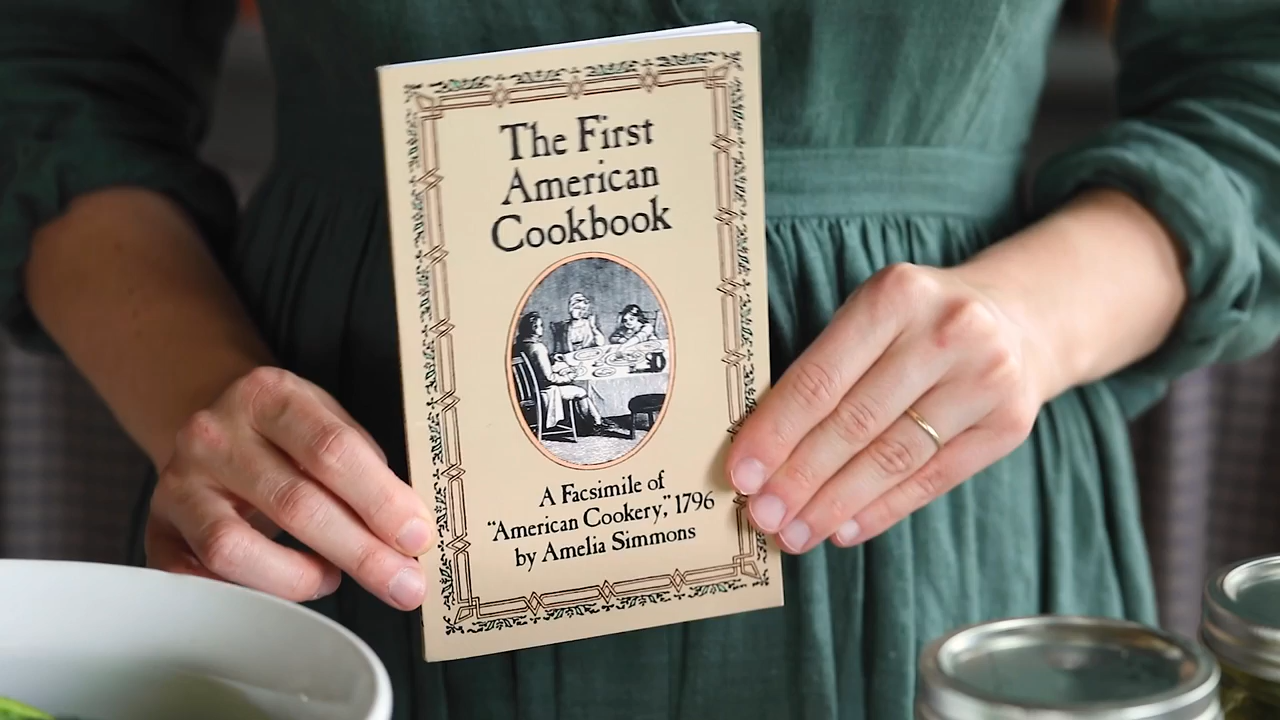 The First
American
Cookbook
A Facsimile of
"American Cookery," 1796
by Amelia Simmons